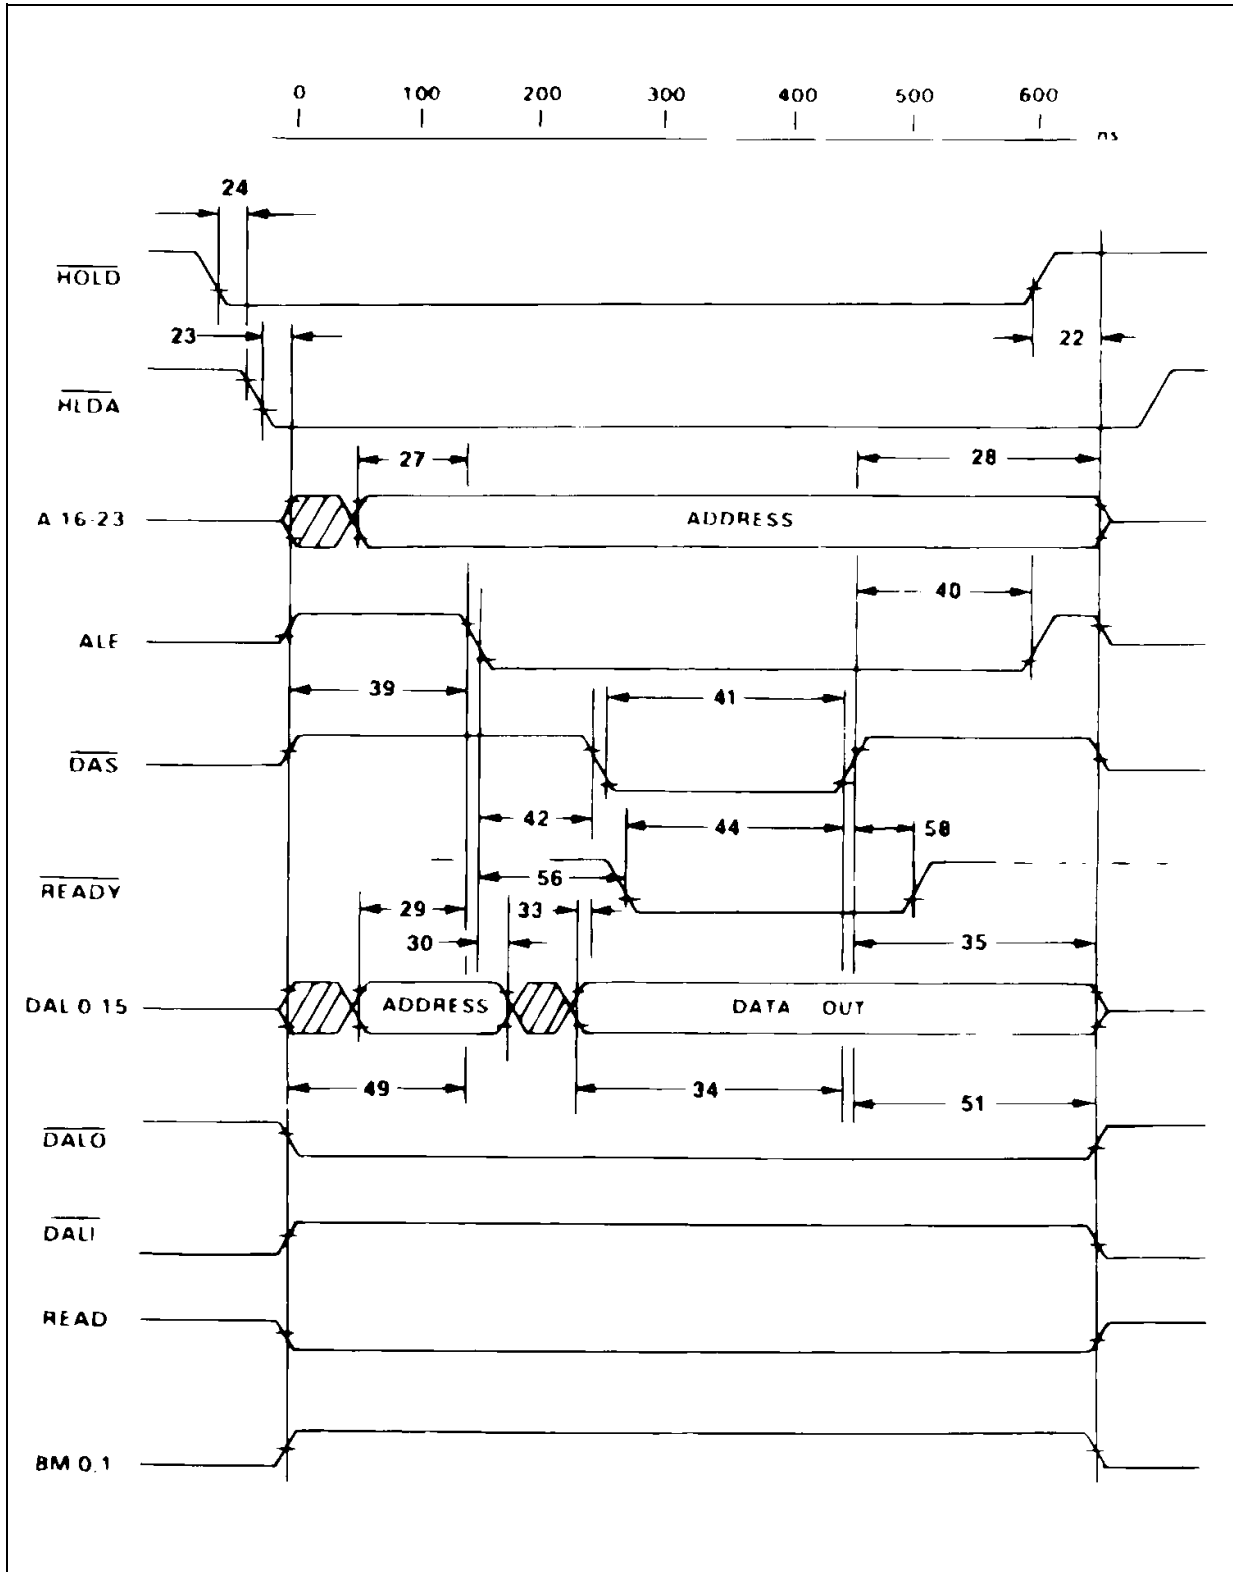 0 100 200 300 400 500 600
ns
24
HOLD
23 22
HLDA
27 28
A 16-23 ADDRESS
40
ALE
39 41
DAS
42 44 58
READY 56
29 33
30 35
DAL 0 15 ADDRESS DATA OUT
49 34 51
DALO
DALI
READ
BM 0,1